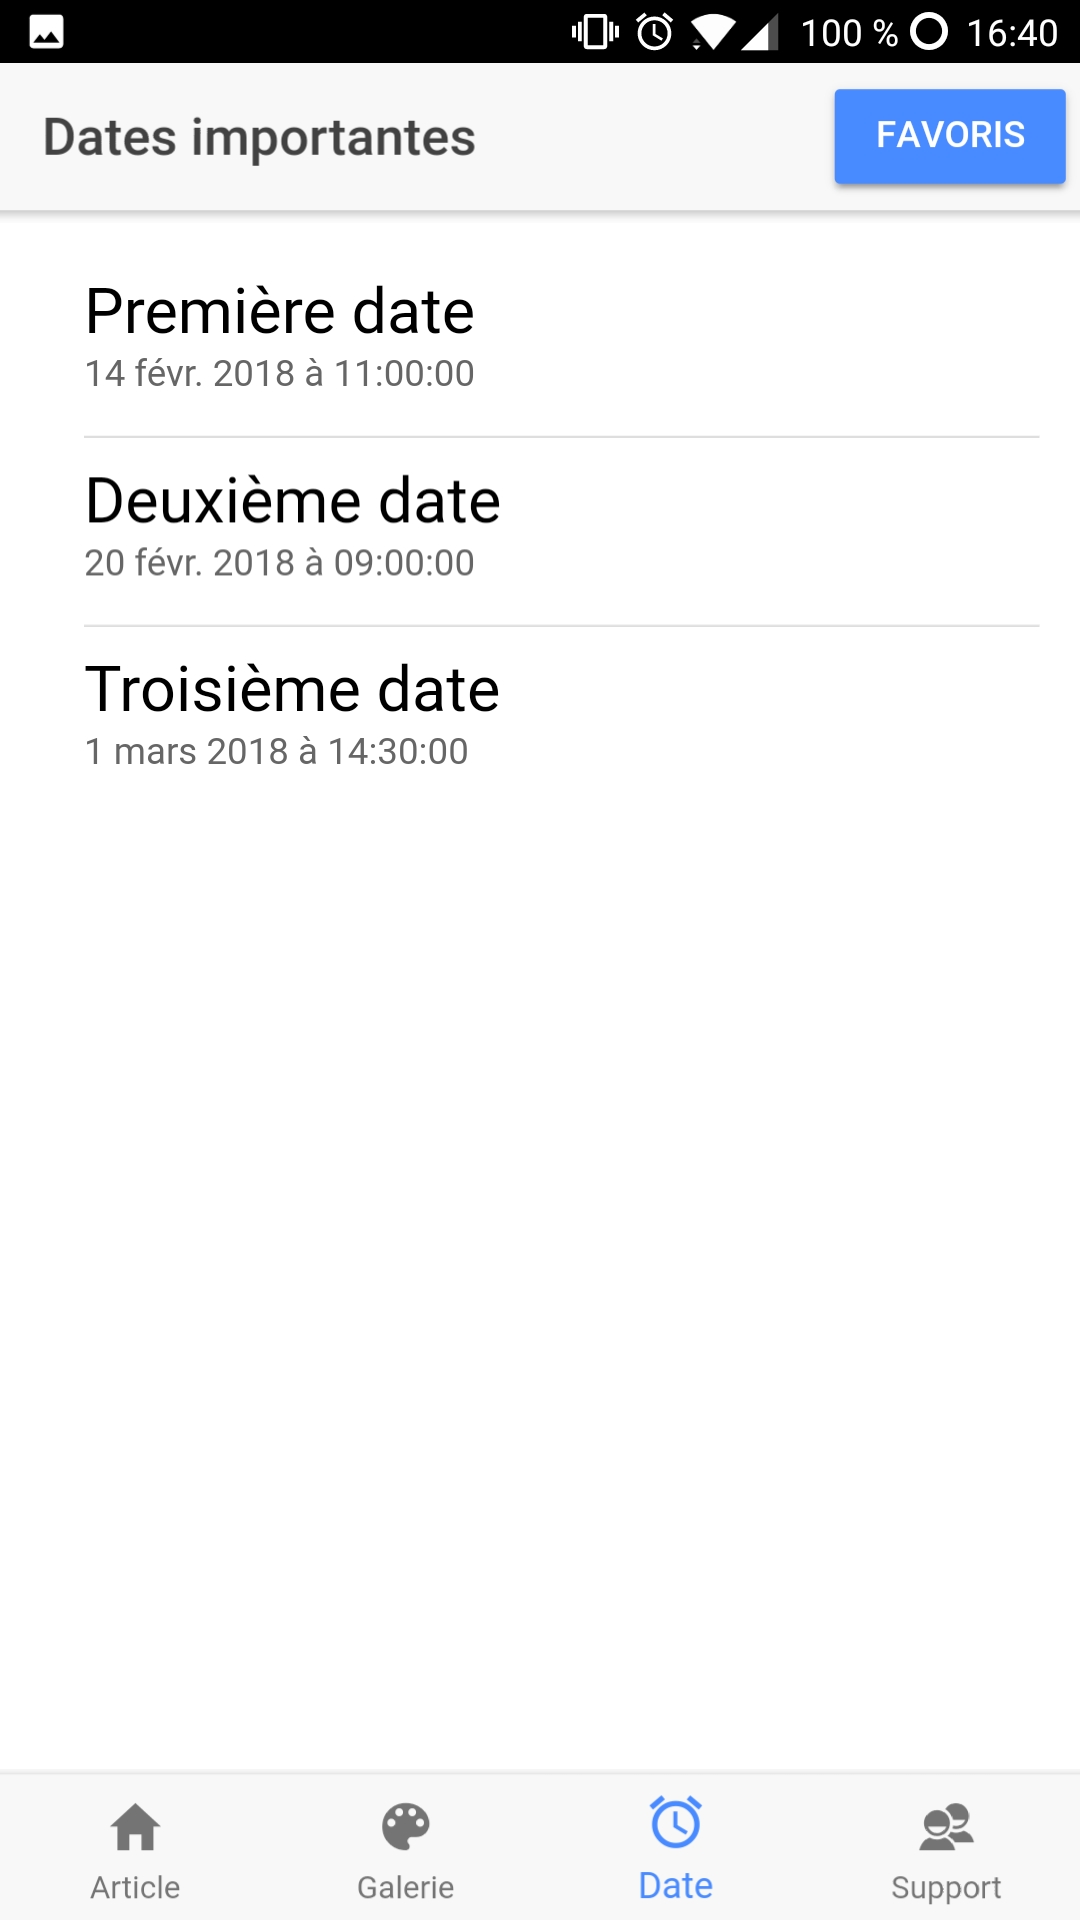 100 % 16:40
Dates importantes
FAVORIS
Première date
14 févr. 2018 à 11:00:00
Deuxième date
20 févr. 2018 à 09:00:00
Troisième date
1 mars 2018 à 14:30:00
Article
Galerie
Date
Support